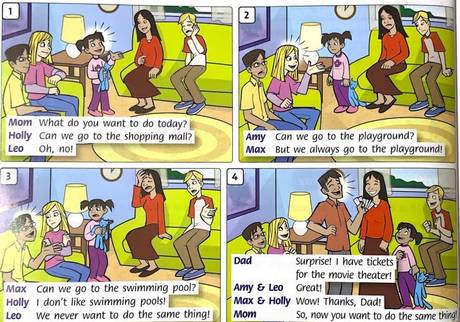 1
Mom What do you want to do today?
Holly Can we go to the shopping mall?
Leo Oh, no!
2
Amy Can we go to the playground?
Max But we always go to the playground!
3
Max Can we go to the swimming pool?
Holly I don't like swimming pools!
Leo We never want to do the same thing!
4
Dad Surprise! I have tickets
for the movie theater!
Amy & Leo Great!
Max & Holly Wow! Thanks, Dad!
Mom So, now you want to do the same thing!